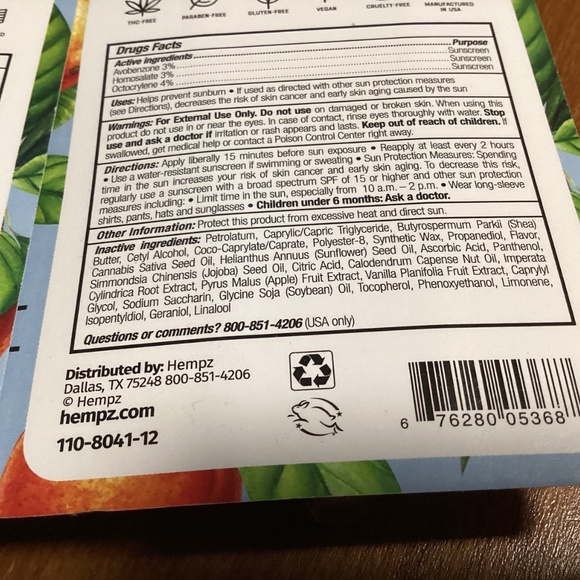 THC-FREE PARABEN-FREE GLUTEN-FREE VEGAN CRUELTY-FREE MANUFACTURED
IN USA
Drugs Facts
Active ingredients Purpose
Avobenzone 3% Sunscreen
Homosalate 3% Sunscreen
Octocrylene 4% Sunscreen
Uses: Helps prevent sunburn • If used as directed with other sun protection measures
(see Directions), decreases the risk of skin cancer and early skin aging caused by the sun
Warnings: For External Use Only. Do not use on damaged or broken skin. When using this
product do not use in or near the eyes. In case of contact, rinse eyes thoroughly with water. Stop
use and ask a doctor if irritation or rash appears and lasts. Keep out of reach of children. If
swallowed, get medical help or contact a Poison Control Center right away.
Directions: Apply liberally 15 minutes before sun exposure • Reapply at least every 2 hours
• Use a water-resistant sunscreen if swimming or sweating • Sun Protection Measures: Spending
time in the sun increases your risk of skin cancer and early skin aging. To decrease this risk,
regularly use a sunscreen with a broad spectrum SPF of 15 or higher and other sun protection
measures including: • Limit time in the sun, especially from 10 a.m. – 2 p.m. • Wear long-sleeve
shirts, pants, hats and sunglasses • Children under 6 months: Ask a doctor.
Other Information: Protect this product from excessive heat and direct sun.
Inactive ingredients: Petrolatum, Caprylic/Capric Triglyceride, Butyrospermum Parkii (Shea)
Butter, Cetyl Alcohol, Coco-Caprylate/Caprate, Polyester-8, Synthetic Wax, Propanediol, Flavor,
Cannabis Sativa Seed Oil, Helianthus Annuus (Sunflower) Seed Oil, Ascorbic Acid, Panthenol,
Simmondsia Chinensis (Jojoba) Seed Oil, Citric Acid, Calodendrum Capense Nut Oil, Imperata
Cylindrica Root Extract, Pyrus Malus (Apple) Fruit Extract, Vanilla Planifolia Fruit Extract, Caprylyl
Glycol, Sodium Saccharin, Glycine Soja (Soybean) Oil, Tocopherol, Phenoxyethanol, Limonene,
Isopentyldiol, Geraniol, Linalool
Questions or comments? 800-851-4206 (USA only)
Distributed by: Hempz
Dallas, TX 75248 800-851-4206
© Hempz
hempz.com
110-8041-12
6 76280 05368